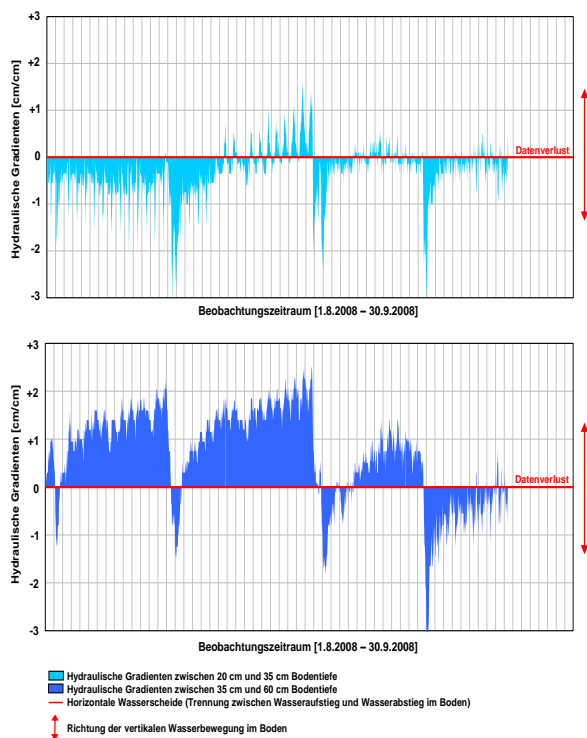 Hydraulische Gradienten [cm/cm]
+3
+2
+1
0
-1
-2
-3
Datenverlust
Beobachtungszeitraum [1.8.2008 – 30.9.2008]
Hydraulische Gradienten [cm/cm]
+3
+2
+1
0
-1
-2
-3
Datenverlust
Beobachtungszeitraum [1.8.2008 – 30.9.2008]
Hydraulische Gradienten zwischen 20 cm und 35 cm Bodentiefe
Hydraulische Gradienten zwischen 35 cm und 60 cm Bodentiefe
Horizontale Wasserscheide (Trennung zwischen Wasseraufstieg und Wasserabstieg im Boden)
Richtung der vertikalen Wasserbewegung im Boden